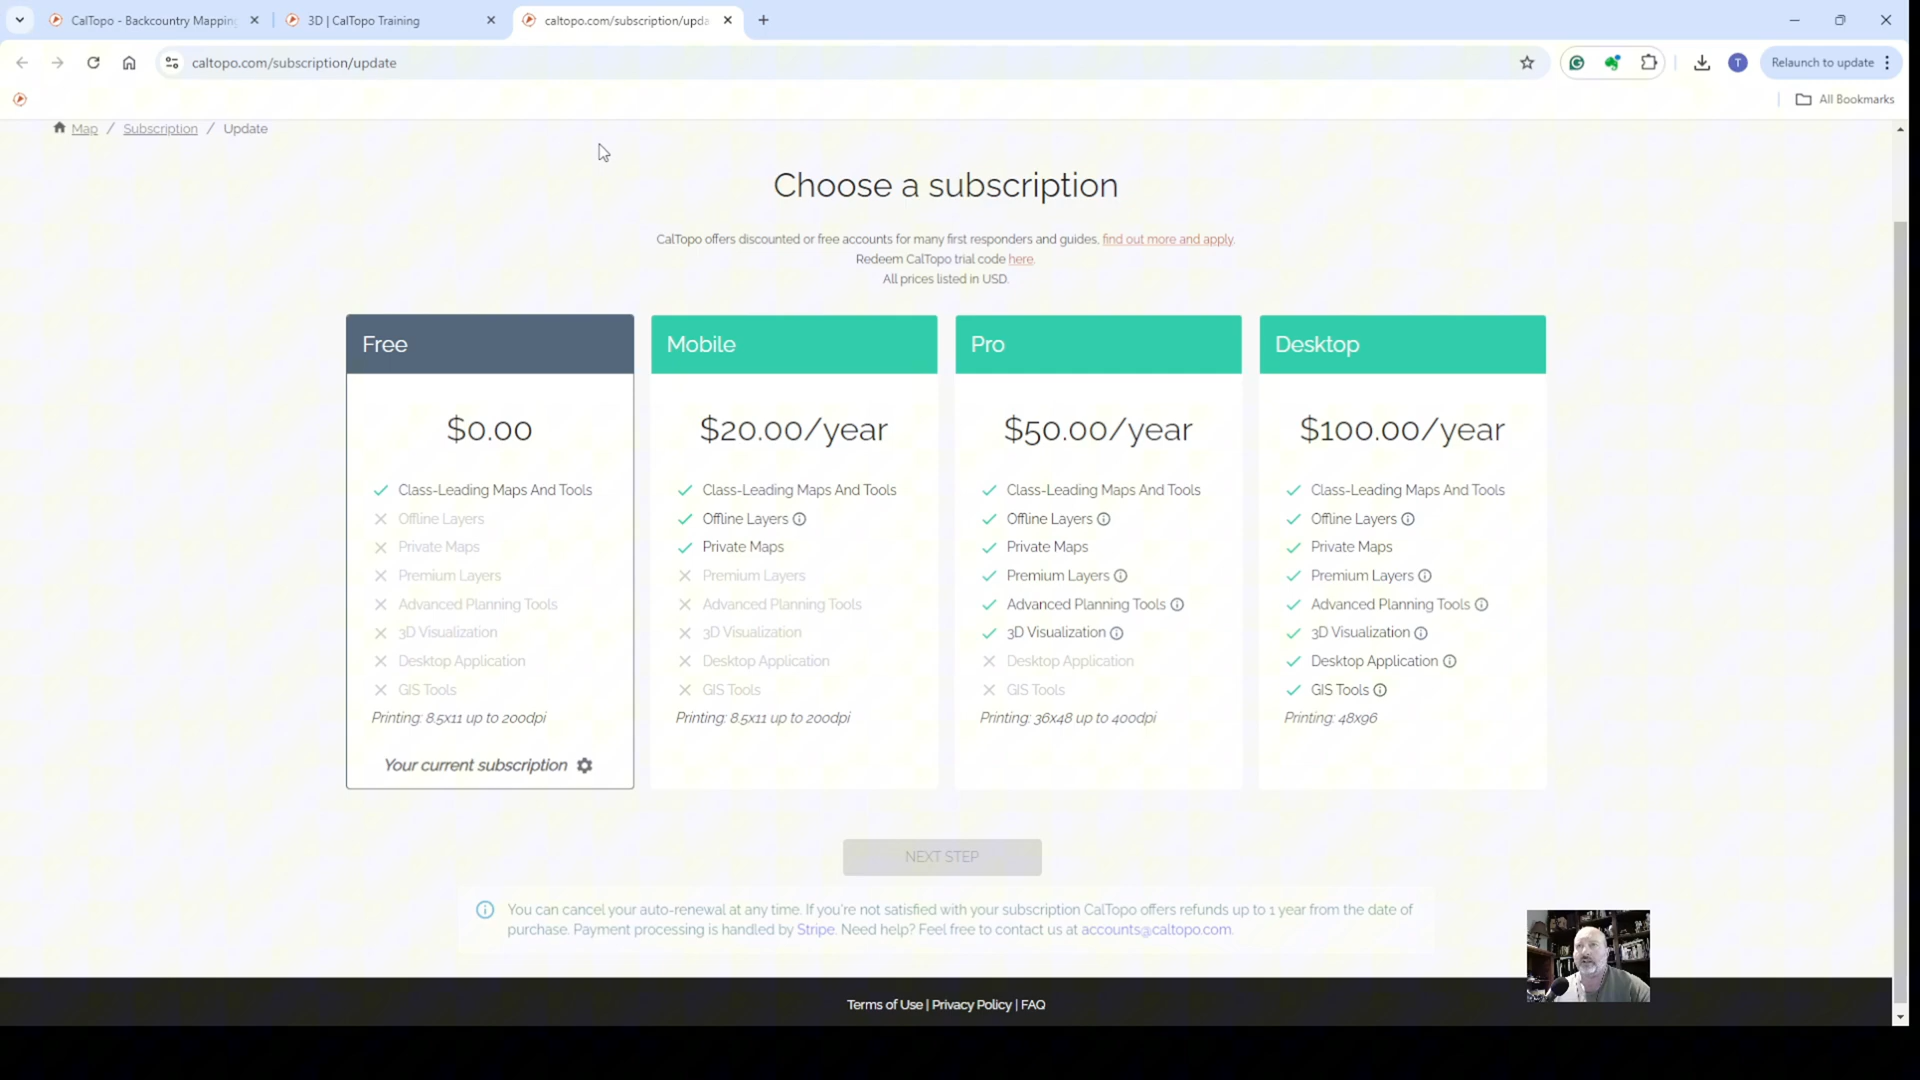 CalTopo - Backcountry Mapping
3D | CalTopo Training
caltopo.com/subscription/upda
caltopo.com/subscription/update
Relaunch to update
All Bookmarks
Map / Subscription / Update
Choose a subscription
CalTopo offers discounted or free accounts for many first responders and guides, find out more and apply.
Redeem CalTopo trial code here.
All prices listed in USD.
Free
$0.00
Class-Leading Maps And Tools
Offline Layers
Private Maps
Premium Layers
Advanced Planning Tools
3D Visualization
Desktop Application
GIS Tools
Printing: 8.5x11 up to 200dpi
Your current subscription
Mobile
$20.00/year
Class-Leading Maps And Tools
Offline Layers
Private Maps
Premium Layers
Advanced Planning Tools
3D Visualization
Desktop Application
GIS Tools
Printing: 8.5x11 up to 200dpi
Pro
$50.00/year
Class-Leading Maps And Tools
Offline Layers
Private Maps
Premium Layers
Advanced Planning Tools
3D Visualization
Desktop Application
GIS Tools
Printing: 36x48 up to 400dpi
Desktop
$100.00/year
Class-Leading Maps And Tools
Offline Layers
Private Maps
Premium Layers
Advanced Planning Tools
3D Visualization
Desktop Application
GIS Tools
Printing: 48x96
NEXT STEP
You can cancel your auto-renewal at any time. If you're not satisfied with your subscription CalTopo offers refunds up to 1 year from the date of
purchase. Payment processing is handled by Stripe. Need help? Feel free to contact us at accounts@caltopo.com.
Terms of Use | Privacy Policy | FAQ
T